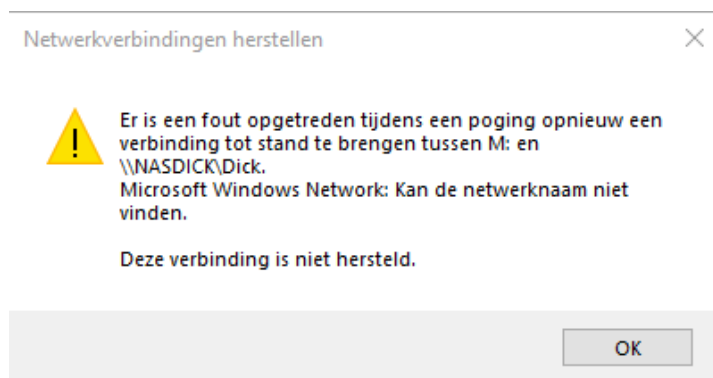 Netwerkverbindingen herstellen
Er is een fout opgetreden tijdens een poging opnieuw een
verbinding tot stand te brengen tussen M: en
\\NASDICK\Dick.
Microsoft Windows Network: Kan de netwerknaam niet
vinden.
Deze verbinding is niet hersteld.
OK